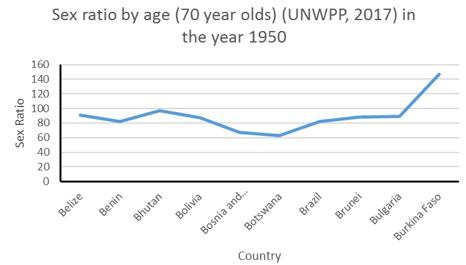 Sex ratio by age (70 year olds) (UNWPP, 2017) in
the year 1950
160
140
120
100
80
60
40
20
0
Sex Ratio
Belize
Benin
Bhutan
Bolivia
Bosnia and...
Botswana
Brazil
Brunei
Bulgaria
Burkina Faso
Country